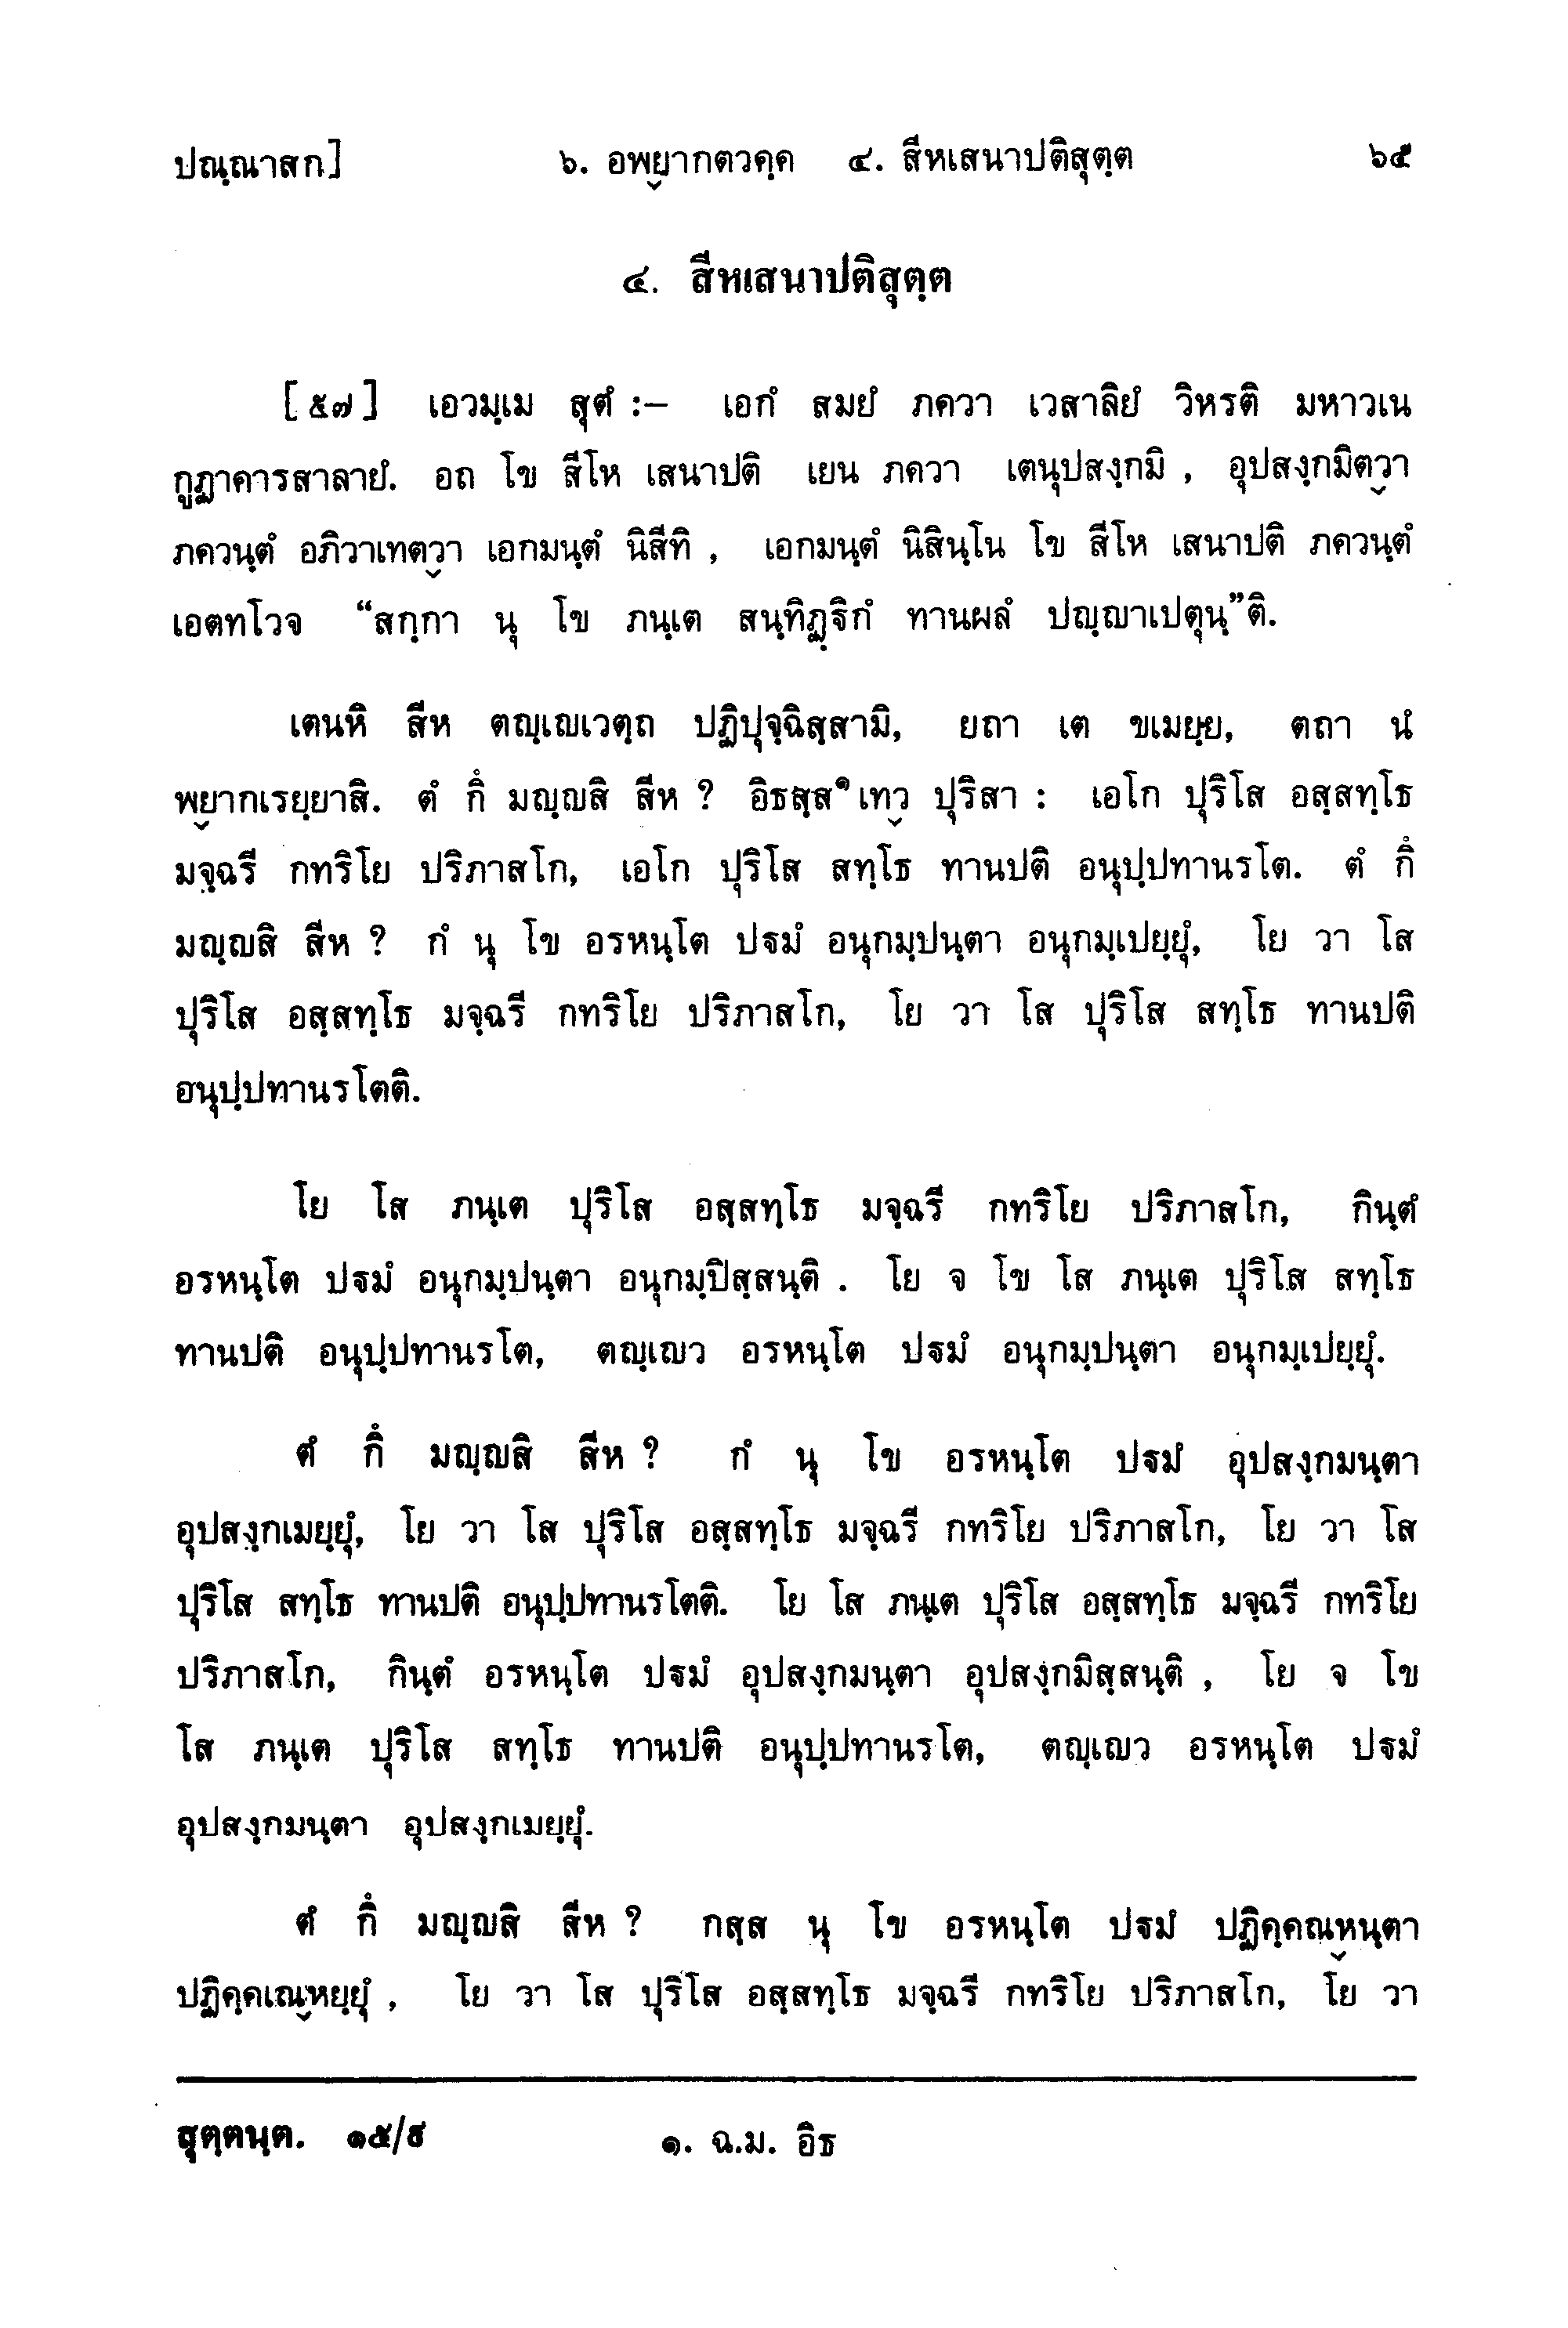 ปณฺณาสก] ๖. อพฺยากตวคฺค ๔. สีหเสนาปติสุตฺต ๖๕
๔. สีหเสนาปติสุตฺต
[๕๗] เอวมฺเม สุตํ :– เอกํ สมยํ ภควา เวสาลิยํ วิหรติ มหาวเน
กูฏาคารสาลายํ. อถ โข สีโห เสนาปติ เยน ภควา เตนุปสงฺกมิ , อุปสงฺกมิตฺวา
ภควนฺตํ อภิวาเทตฺวา เอกมนฺตํ นิสีทิ , เอกมนฺตํ นิสินฺโน โข สีโห เสนาปติ ภควนฺตํ
เอตทโวจ “สกฺกา นุ โข ภนฺเต สนฺทิฏฺฐิกํ ทานผลํ ปญฺญาเปตุนฺ”ติ.
เตนหิ สีห ตญฺเญเวตฺถ ปฏิปุจฺฉิสฺสามิ, ยถา เต ขเมยฺย, ตถา นํ
พฺยากเรยฺยาสิ. ตํ กึ มญฺญสิ สีห ? อิธสฺส๑ เทฺว ปุริสา : เอโก ปุริโส อสฺสทฺโธ
มจฺฉรี กทริโย ปริภาสโก, เอโก ปุริโส สทฺโธ ทานปติ อนุปฺปทานรโต. ตํ กึ
มญฺญสิ สีห ? กํ นุ โข อรหนฺโต ปฐมํ อนุกมฺปนฺตา อนุกมฺเปยฺยุํ, โย วา โส
ปุริโส อสฺสทฺโธ มจฺฉรี กทริโย ปริภาสโก, โย วา โส ปุริโส สทฺโธ ทานปติ
อนุปฺปทานรโตติ.
โย โส ภนฺเต ปุริโส อสฺสทฺโธ มจฺฉรี กทริโย ปริภาสโก, กินฺตํ
อรหนฺโต ปฐมํ อนุกมฺปนฺตา อนุกมฺปิสฺสนฺติ . โย จ โข โส ภนฺเต ปุริโส สทฺโธ
ทานปติ อนุปฺปทานรโต, ตญฺเญว อรหนฺโต ปฐมํ อนุกมฺปนฺตา อนุกมฺเปยฺยุํ.
ตํ กึ มญฺญสิ สีห ? กํ นุ โข อรหนฺโต ปฐมํ อุปสงฺกมนฺตา
อุปสงฺกเมยฺยุํ, โย วา โส ปุริโส อสฺสทฺโธ มจฺฉรี กทริโย ปริภาสโก, โย วา โส
ปุริโส สทฺโธ ทานปติ อนุปฺปทานรโตติ. โย โส ภนฺเต ปุริโส อสฺสทฺโธ มจฺฉรี กทริโย
ปริภาสโก, กินฺตํ อรหนฺโต ปฐมํ อุปสงฺกมนฺตา อุปสงฺกมิสฺสนฺติ , โย จ โข
โส ภนฺเต ปุริโส สทฺโธ ทานปติ อนุปฺปทานรโต, ตญฺเญว อรหนฺโต ปฐมํ
อุปสงฺกมนฺตา อุปสงฺกเมยฺยุํ.
ตํ กึ มญฺญสิ สีห ? กสฺส นุ โข อรหนฺโต ปฐมํ ปฏิคฺคณฺหนฺตา
ปฏิคฺคเณฺหยฺยุํ , โย วา โส ปุริโส อสฺสทฺโธ มจฺฉรี กทริโย ปริภาสโก, โย วา
สุตฺตนฺต. ๑๕/๙ ๑. ฉ.ม. อิธ